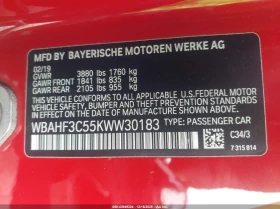 MFD BY: BAYERISCHE MOTOREN WERKE AG
02/19
GVWR 3880 lbs 1760 kg
GAWR FRONT 1841 lbs 835 kg
GAWR REAR 2105 lbs 955 kg
THIS VEHICLE CONFORMS TO ALL APPLICABLE U.S. FEDERAL MOTOR
VEHICLE SAFETY, BUMPER AND THEFT PREVENTION STANDARDS IN
EFFECT ON THE DATE OF MANUFACTURE SHOWN ABOVE.
WBAHF3C55KWW30183 TYPE: PASSENGER CAR
C34/3
7 315 814